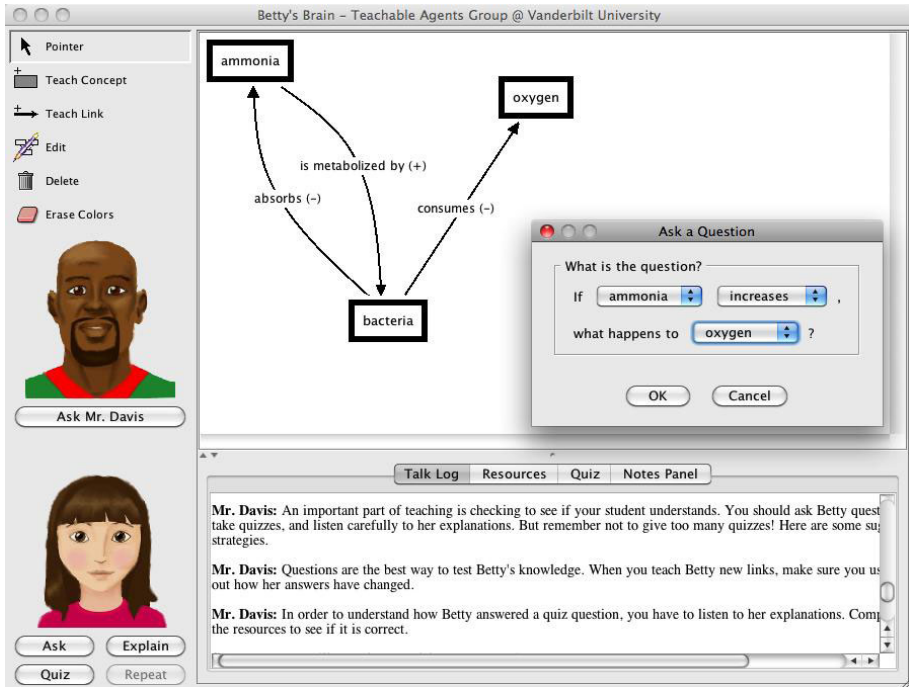 Betty's Brain – Teachable Agents Group @ Vanderbilt University
Pointer
Teach Concept
Teach Link
Edit
Delete
Erase Colors
Ask Mr. Davis
Ask
Explain
Quiz
Repeat
ammonia
oxygen
is metabolized by (+)
absorbs (-)
consumes (-)
bacteria
Ask a Question
What is the question?
If ammonia increases ,
what happens to oxygen ?
OK
Cancel
Talk Log
Resources
Quiz
Notes Panel
Mr. Davis: An important part of teaching is checking to see if your student understands. You should ask Betty
take quizzes, and listen carefully to her explanations. But remember not to give too many quizzes! Here are some
strategies.
Mr. Davis: Questions are the best way to test Betty's knowledge. When you teach Betty new links, make sure you
out how her answers have changed.
Mr. Davis: In order to understand how Betty answered a quiz question, you have to listen to her explanations.
the resources to see if it is correct.